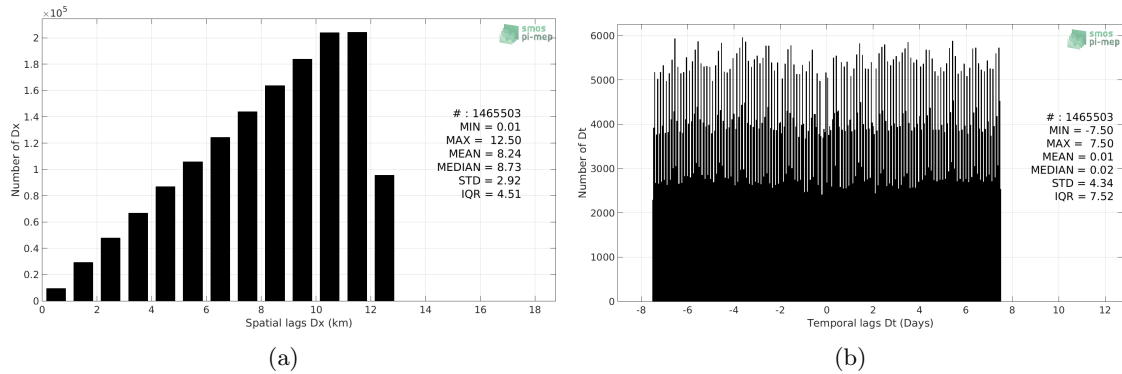 ×10^5
smos
pi-mep
2
1.8
1.6
1.4
1.2
1
0.8
0.6
0.4
0.2
0
Number of Dx
# : 1465503
MIN = 0.01
MAX = 12.50
MEAN = 8.24
MEDIAN = 8.73
STD = 2.92
IQR = 4.51
0 2 4 6 8 10 12 14 16 18
Spatial lags Dx (km)
(a)
smos
pi-mep
6000
5000
4000
3000
2000
1000
0
Number of Dt
# : 1465503
MIN = -7.50
MAX = 7.50
MEAN = 0.01
MEDIAN = 0.02
STD = 4.34
IQR = 7.52
-8 -6 -4 -2 0 2 4 6 8 10 12
Temporal lags Dt (Days)
(b)